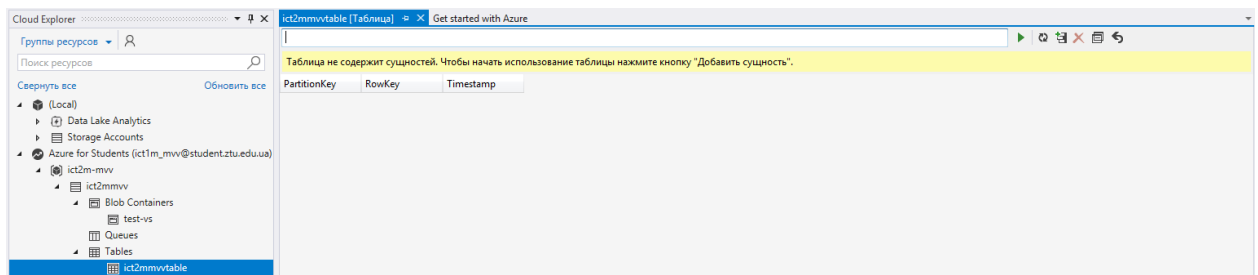 Cloud Explorer
Группы ресурсов
Поиск ресурсов
Свернуть все Обновить все
(Local)
Data Lake Analytics
Storage Accounts
Azure for Students (ict1m_mvv@student.ztu.edu.ua)
ict2m-mvv
ict2mmvv
Blob Containers
test-vs
Queues
Tables
ict2mmvvtable
ict2mmvvtable [Таблица] Get started with Azure
Таблица не содержит сущностей. Чтобы начать использование таблицы нажмите кнопку "Добавить сущность".
PartitionKey RowKey Timestamp